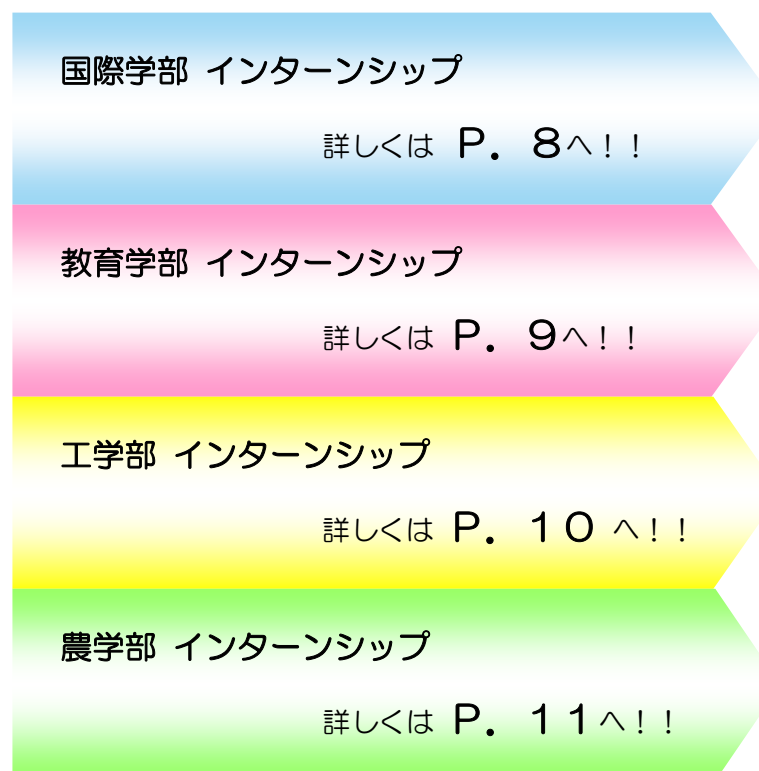 国際学部 インターンシップ
詳しくは Ｐ．８へ！！
教育学部 インターンシップ
詳しくは Ｐ．９へ！！
工学部 インターンシップ
詳しくは Ｐ．１０ へ！！
農学部 インターンシップ
詳しくは Ｐ．１１へ！！